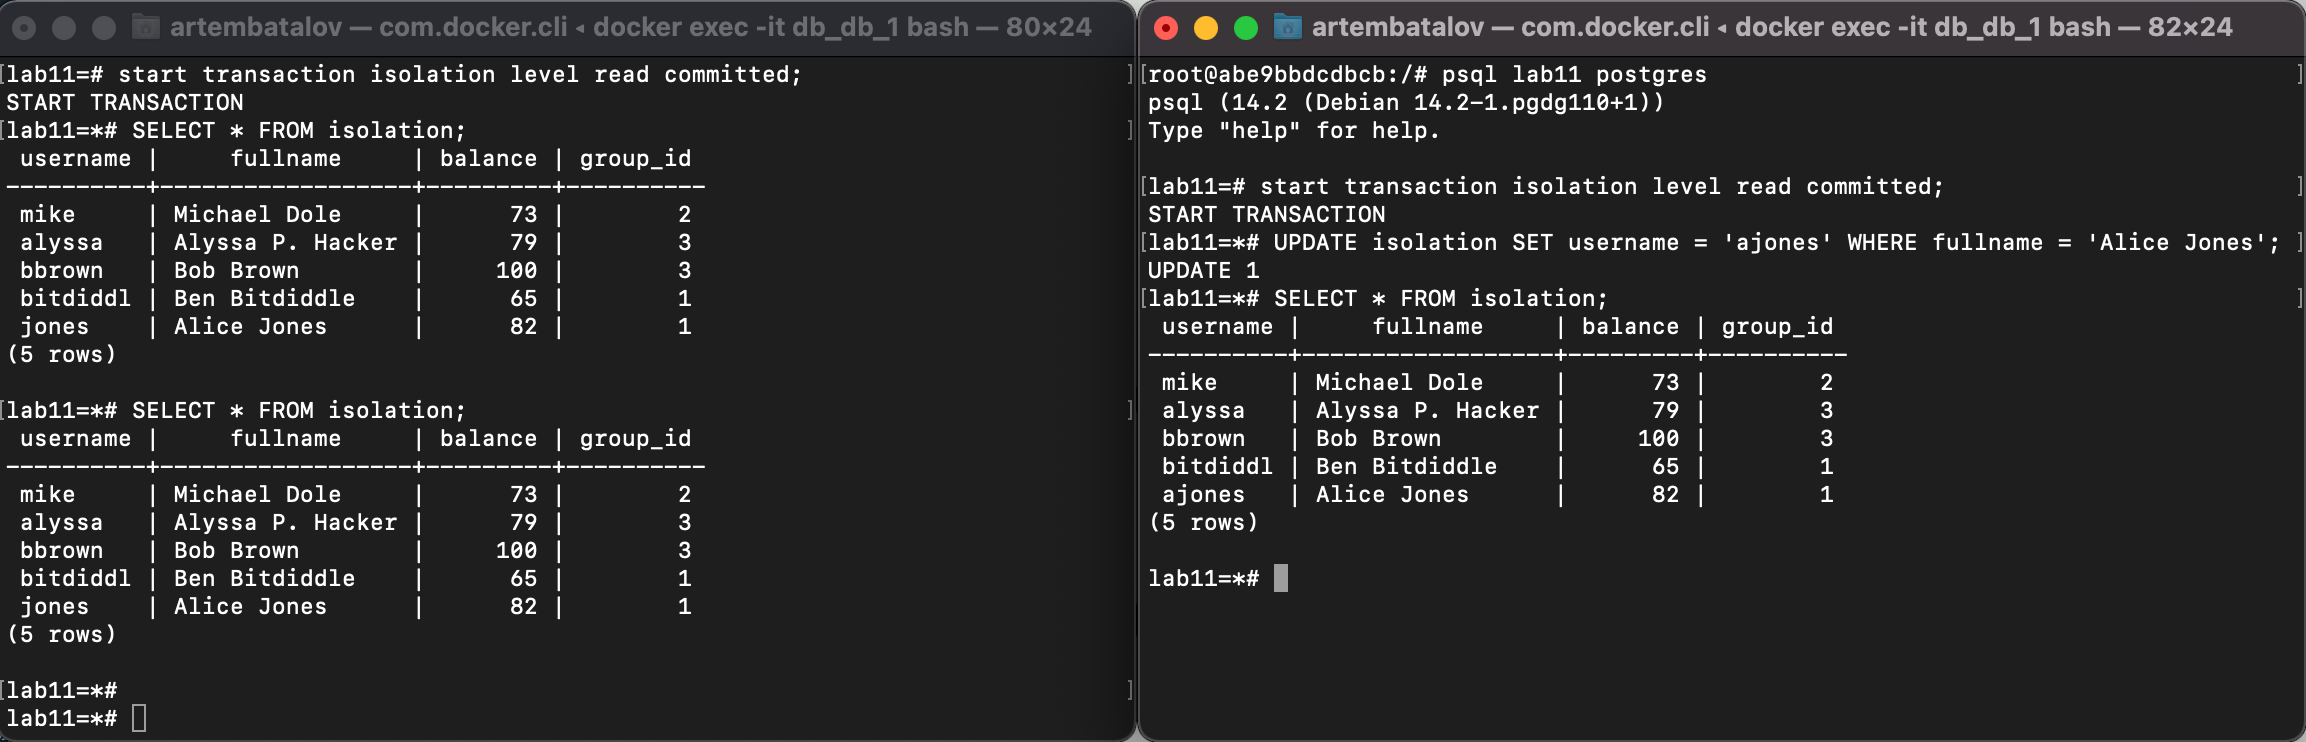 artembatalov — com.docker.cli ◂ docker exec -it db_db_1 bash — 80×24
[lab11=# start transaction isolation level read committed; ]
START TRANSACTION
[lab11=*# SELECT * FROM isolation; ]
 username |     fullname     | balance | group_id
----------+------------------+---------+----------
 mike     | Michael Dole     |      73 |        2
 alyssa   | Alyssa P. Hacker |      79 |        3
 bbrown   | Bob Brown        |     100 |        3
 bitdiddl | Ben Bitdiddle    |      65 |        1
 jones    | Alice Jones      |      82 |        1
(5 rows)
[lab11=*# SELECT * FROM isolation; ]
 username |     fullname     | balance | group_id
----------+------------------+---------+----------
 mike     | Michael Dole     |      73 |        2
 alyssa   | Alyssa P. Hacker |      79 |        3
 bbrown   | Bob Brown        |     100 |        3
 bitdiddl | Ben Bitdiddle    |      65 |        1
 jones    | Alice Jones      |      82 |        1
(5 rows)
[lab11=*# ]
lab11=*#
artembatalov — com.docker.cli ◂ docker exec -it db_db_1 bash — 82×24
[root@abe9bbdcdbcb:/# psql lab11 postgres ]
psql (14.2 (Debian 14.2-1.pgdg110+1))
Type "help" for help.
[lab11=# start transaction isolation level read committed; ]
START TRANSACTION
[lab11=*# UPDATE isolation SET username = 'ajones' WHERE fullname = 'Alice Jones'; ]
UPDATE 1
[lab11=*# SELECT * FROM isolation; ]
 username |     fullname     | balance | group_id
----------+------------------+---------+----------
 mike     | Michael Dole     |      73 |        2
 alyssa   | Alyssa P. Hacker |      79 |        3
 bbrown   | Bob Brown        |     100 |        3
 bitdiddl | Ben Bitdiddle    |      65 |        1
 ajones   | Alice Jones      |      82 |        1
(5 rows)
lab11=*#